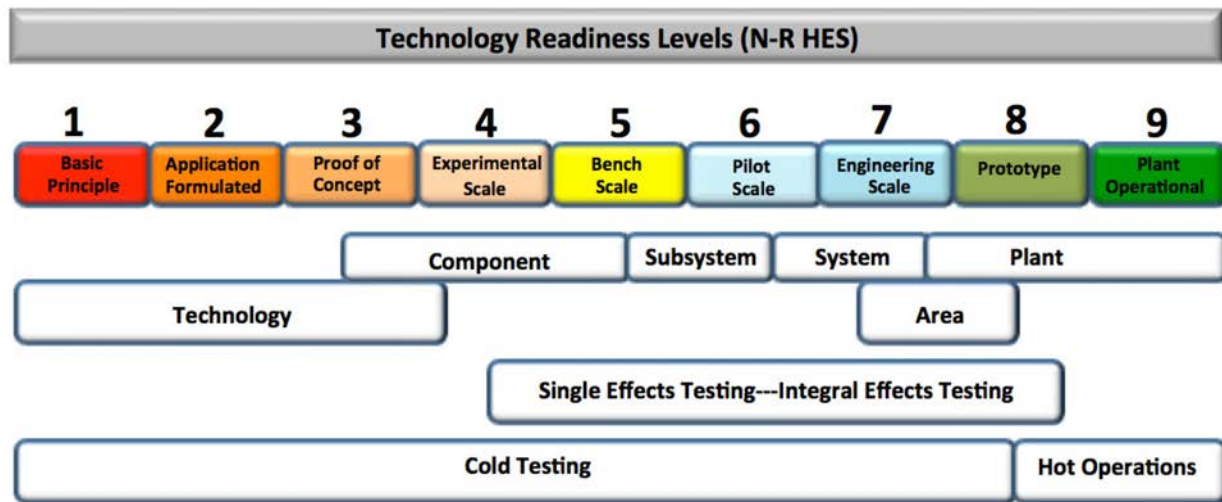 Technology Readiness Levels (N-R HES)
1 2 3 4 5 6 7 8 9
Basic
Principle
Application
Formulated
Proof of
Concept
Experimental
Scale
Bench
Scale
Pilot
Scale
Engineering
Scale
Prototype
Plant
Operational
Component
Subsystem
System
Plant
Technology
Area
Single Effects Testing---Integral Effects Testing
Cold Testing
Hot Operations